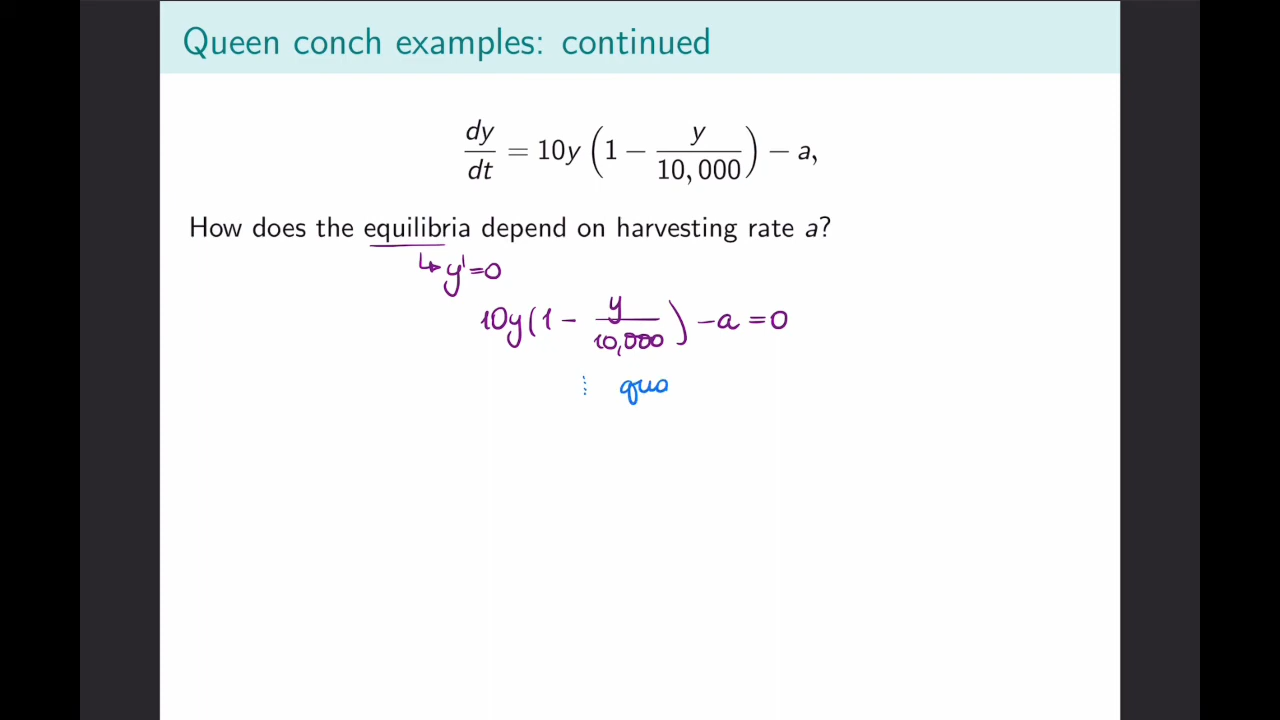 Queen conch examples: continued
dy/dt = 10y (1 − y/10,000) − a,
How does the equilibria depend on harvesting rate a?
↳ y' = 0
10y(1 − y/10,000) − a = 0
⋮ qua